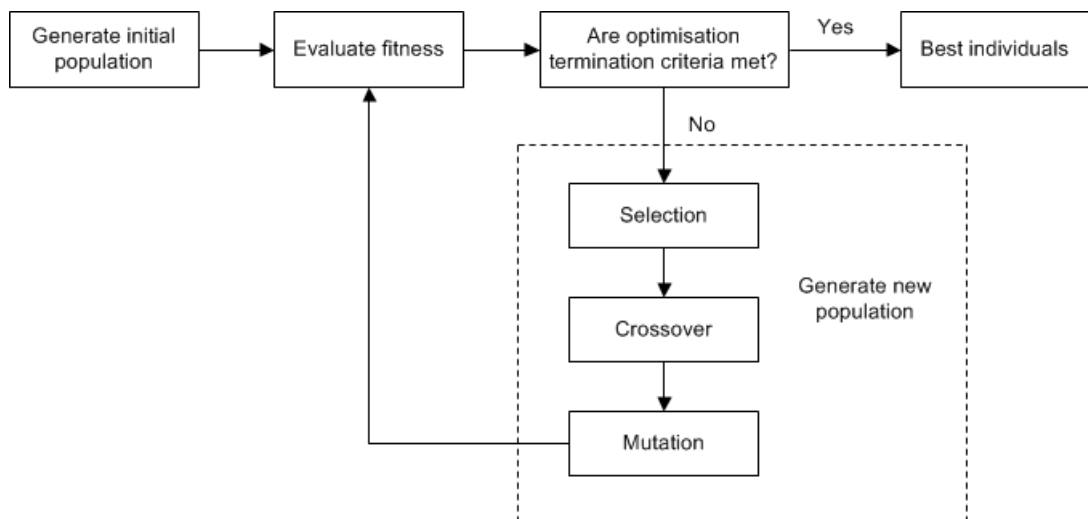 Generate initial
population
Evaluate fitness
Are optimisation
termination criteria met?
Yes
Best individuals
No
Selection
Generate new
population
Crossover
Mutation